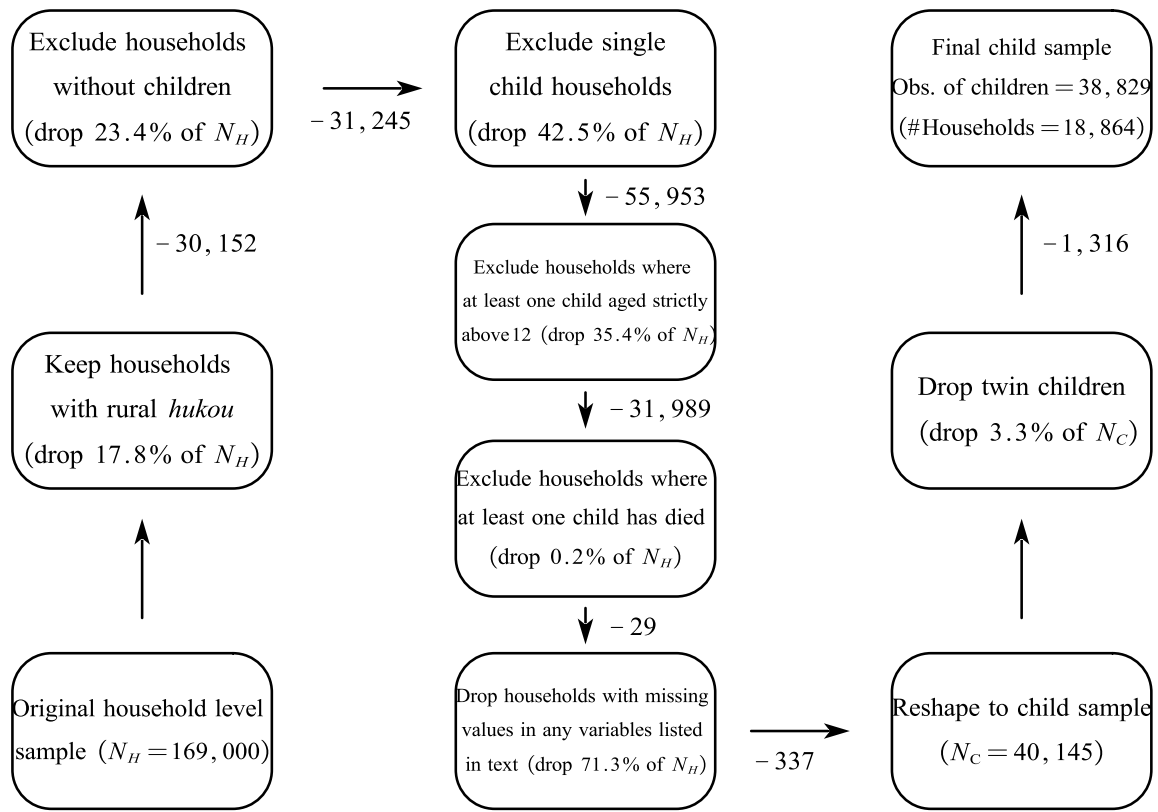 Original household level
sample (N_H = 169,000)
Keep households
with rural hukou
(drop 17.8% of N_H)
– 30,152
Exclude households
without children
(drop 23.4% of N_H)
– 31,245
Exclude single
child households
(drop 42.5% of N_H)
– 55,953
Exclude households where
at least one child aged strictly
above 12 (drop 35.4% of N_H)
– 31,989
Exclude households where
at least one child has died
(drop 0.2% of N_H)
– 29
Drop households with missing
values in any variables listed
in text (drop 71.3% of N_H)
– 337
Reshape to child sample
(N_C = 40,145)
Drop twin children
(drop 3.3% of N_C)
– 1,316
Final child sample
Obs. of children = 38,829
(#Households = 18,864)